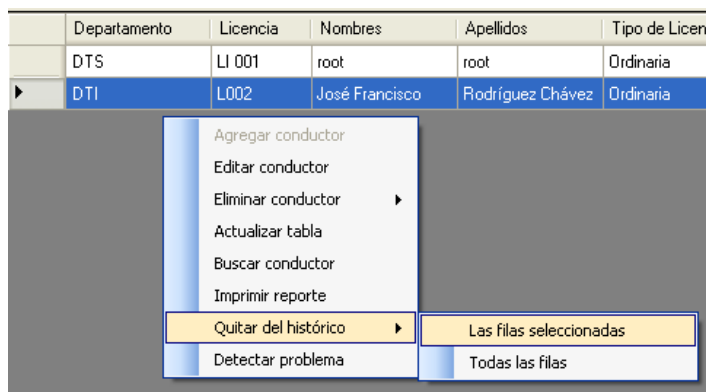 Departamento Licencia Nombres Apellidos Tipo de Licen
DTS LI 001 root root Ordinaria
DTI L002 José Francisco Rodríguez Chávez Ordinaria
Agregar conductor
Editar conductor
Eliminar conductor
Actualizar tabla
Buscar conductor
Imprimir reporte
Quitar del histórico
Las filas seleccionadas
Detectar problema
Todas las filas